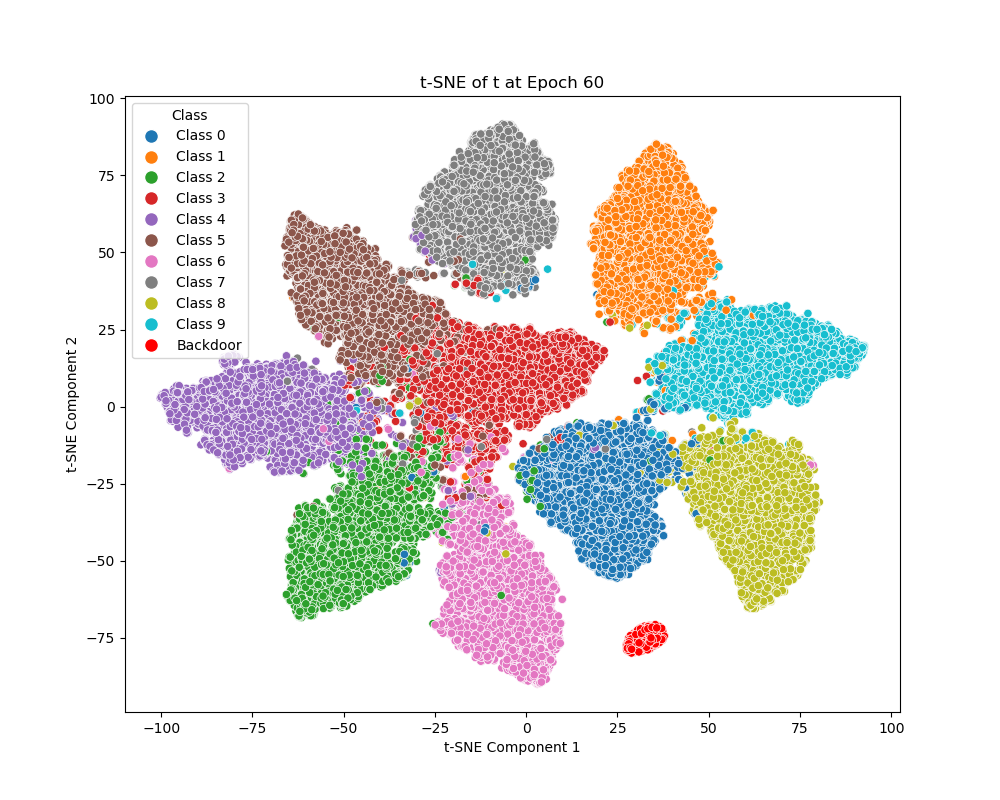 t-SNE of t at Epoch 60
100
75
50
25
0
−25
−50
−75
t-SNE Component 2
Class
Class 0
Class 1
Class 2
Class 3
Class 4
Class 5
Class 6
Class 7
Class 8
Class 9
Backdoor
−100
−75
−50
−25
0
25
50
75
100
t-SNE Component 1